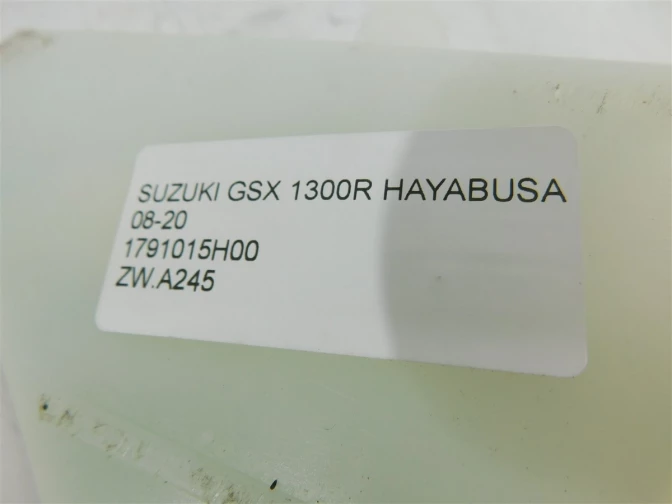 SUZUKI GSX 1300R HAYABUSA
08-20
1791015H00
ZW.A245